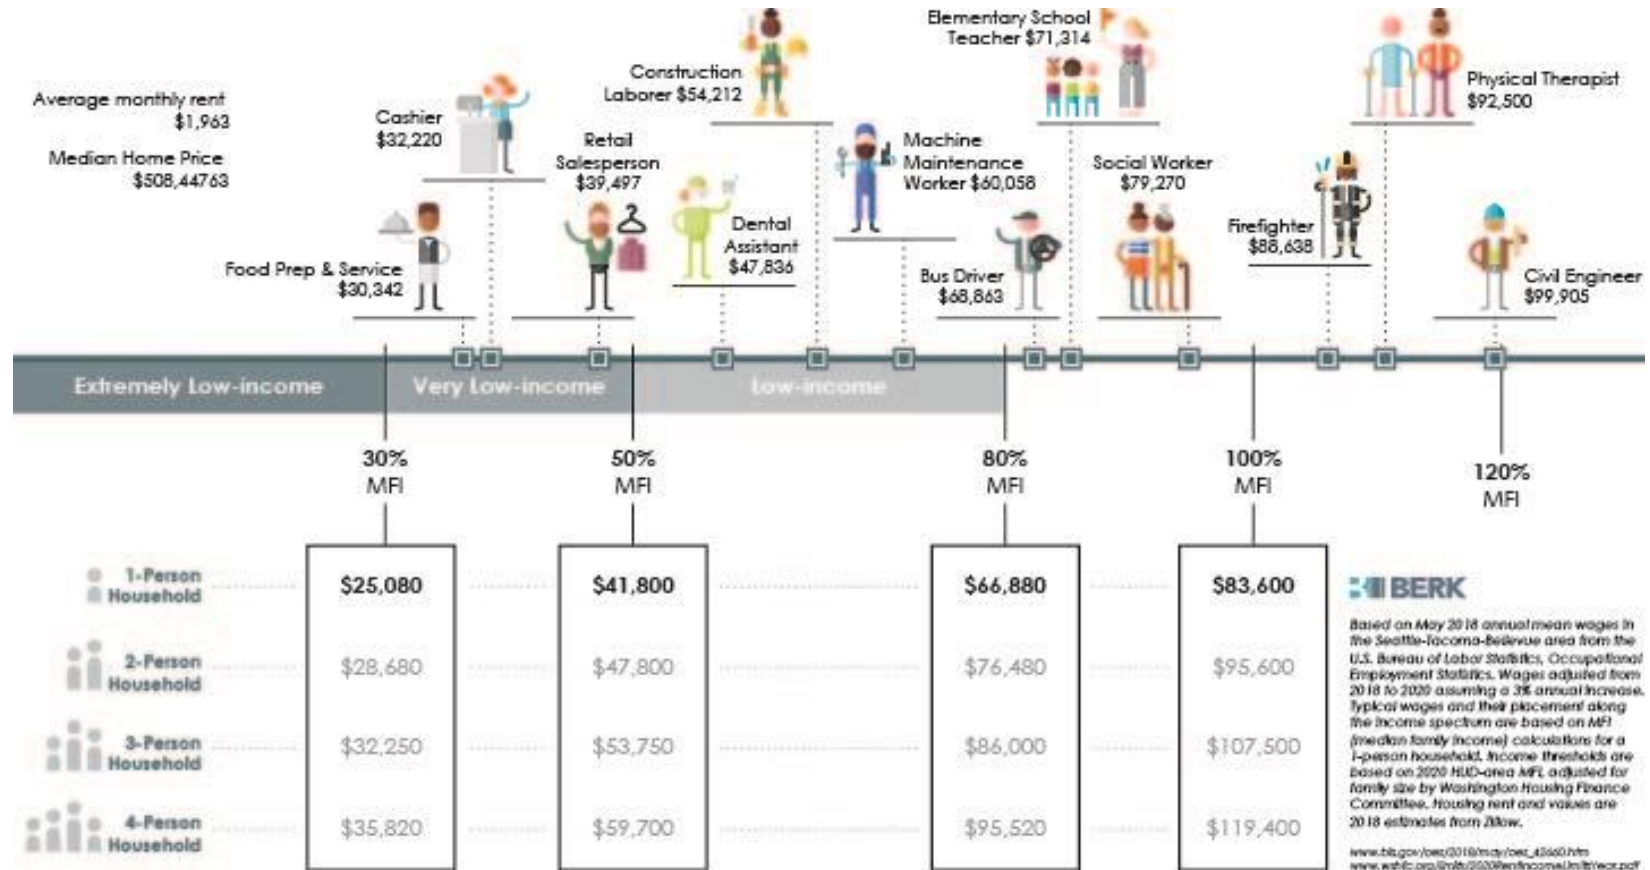 Average monthly rent
$1,963
Median Home Price
$508,44763
Food Prep & Service
$30,342
Cashier
$32,220
Retail
Salesperson
$39,497
Construction
Laborer $54,212
Dental
Assistant
$47,836
Machine
Maintenance
Worker $60,058
Elementary School
Teacher $71,314
Bus Driver
$68,863
Social Worker
$79,270
Firefighter
$88,638
Physical Therapist
$92,500
Civil Engineer
$99,905
Extremely Low-income
Very Low-income
Low-income
30%
MFI
50%
MFI
80%
MFI
100%
MFI
120%
MFI
1-Person
Household
$25,080
$41,800
$66,880
$83,600
2-Person
Household
$28,680
$47,800
$76,480
$95,600
3-Person
Household
$32,250
$53,750
$86,000
$107,500
4-Person
Household
$35,820
$59,700
$95,520
$119,400
BERK
Based on May 2018 annual mean wages in
the Seattle-Tacoma-Bellevue area from the
U.S. Bureau of Labor Statistics, Occupational
Employment Statistics. Wages adjusted from
2018 to 2020 assuming a 3% annual increase.
Typical wages and their placement along
the income spectrum are based on MFI
(median family income) calculations for a
1-person household. Income thresholds are
based on 2020 HUD-area MFI, adjusted for
family size by Washington Housing Finance
Committee. Housing rent and values are
2018 estimates from Zillow.
www.bls.gov/oes/2018/may/oes_42660.htm